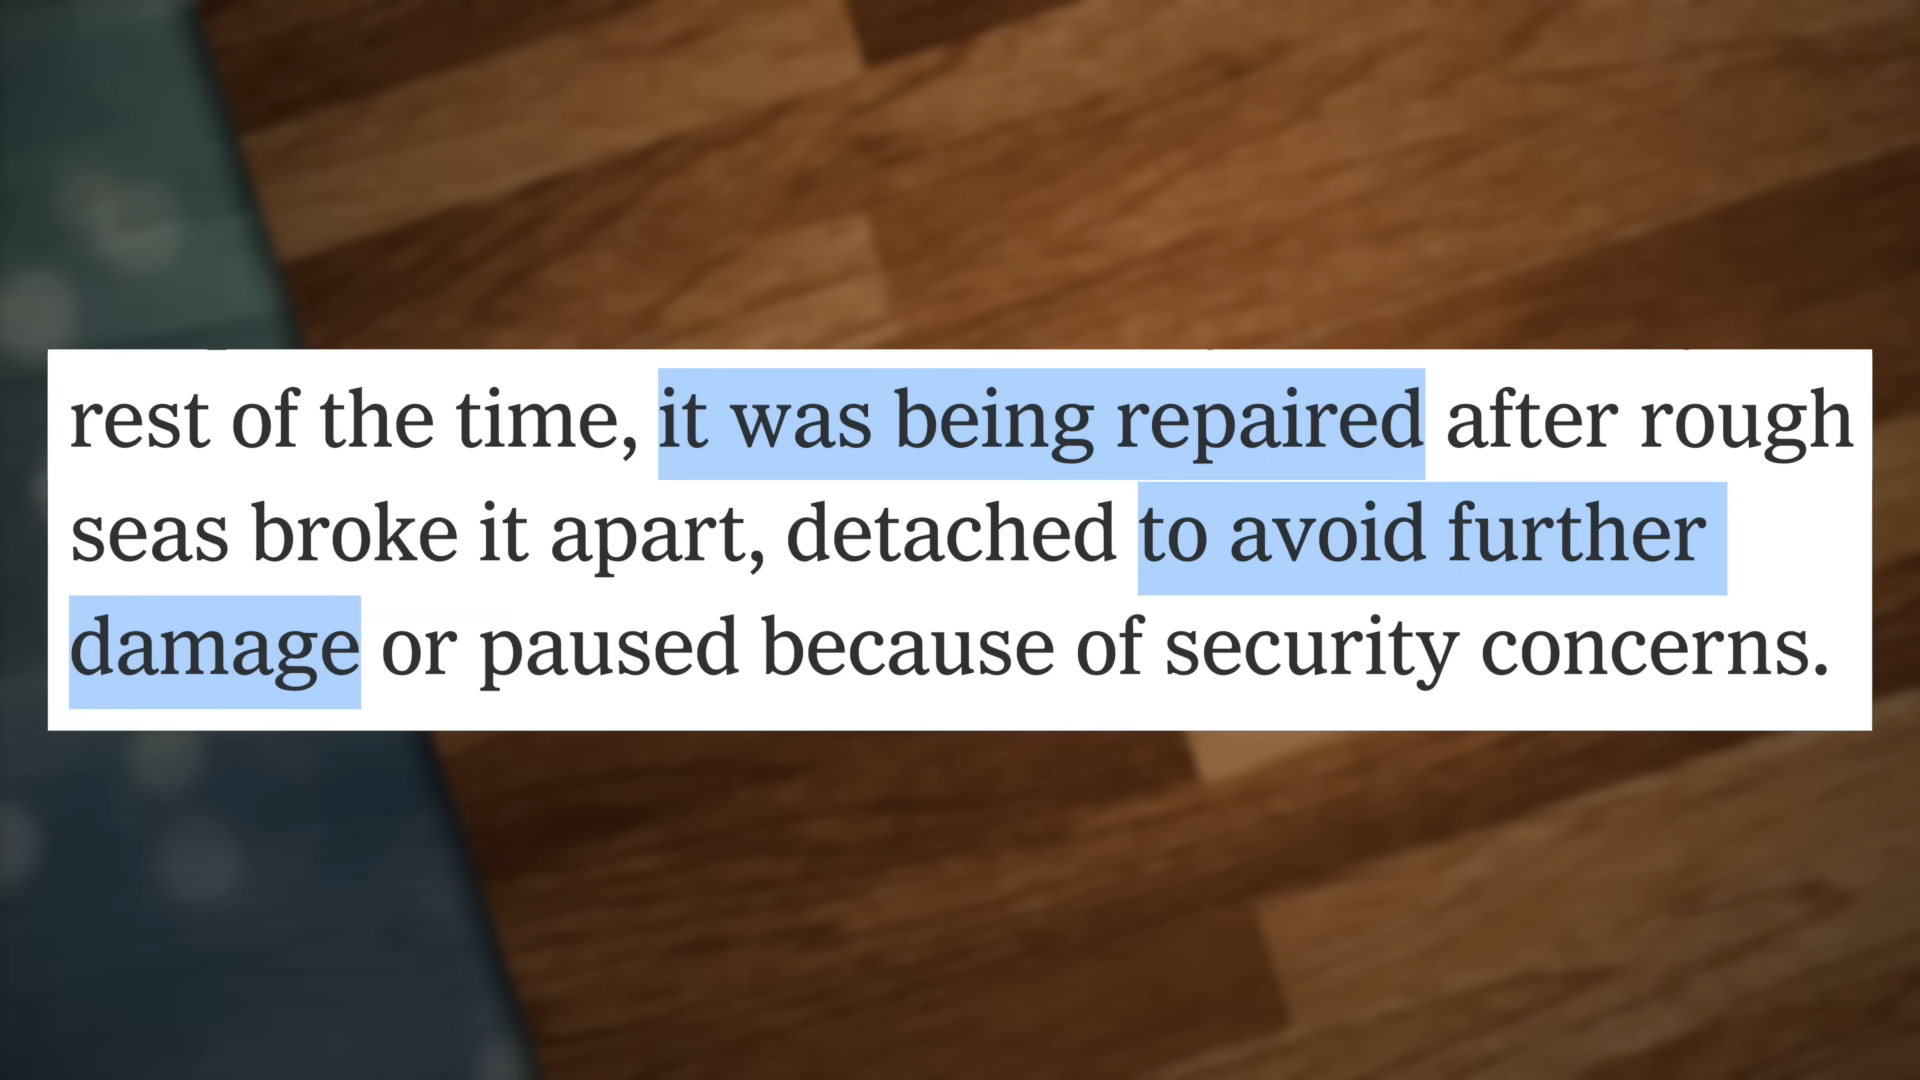 rest of the time, it was being repaired after rough
seas broke it apart, detached to avoid further
damage or paused because of security concerns.